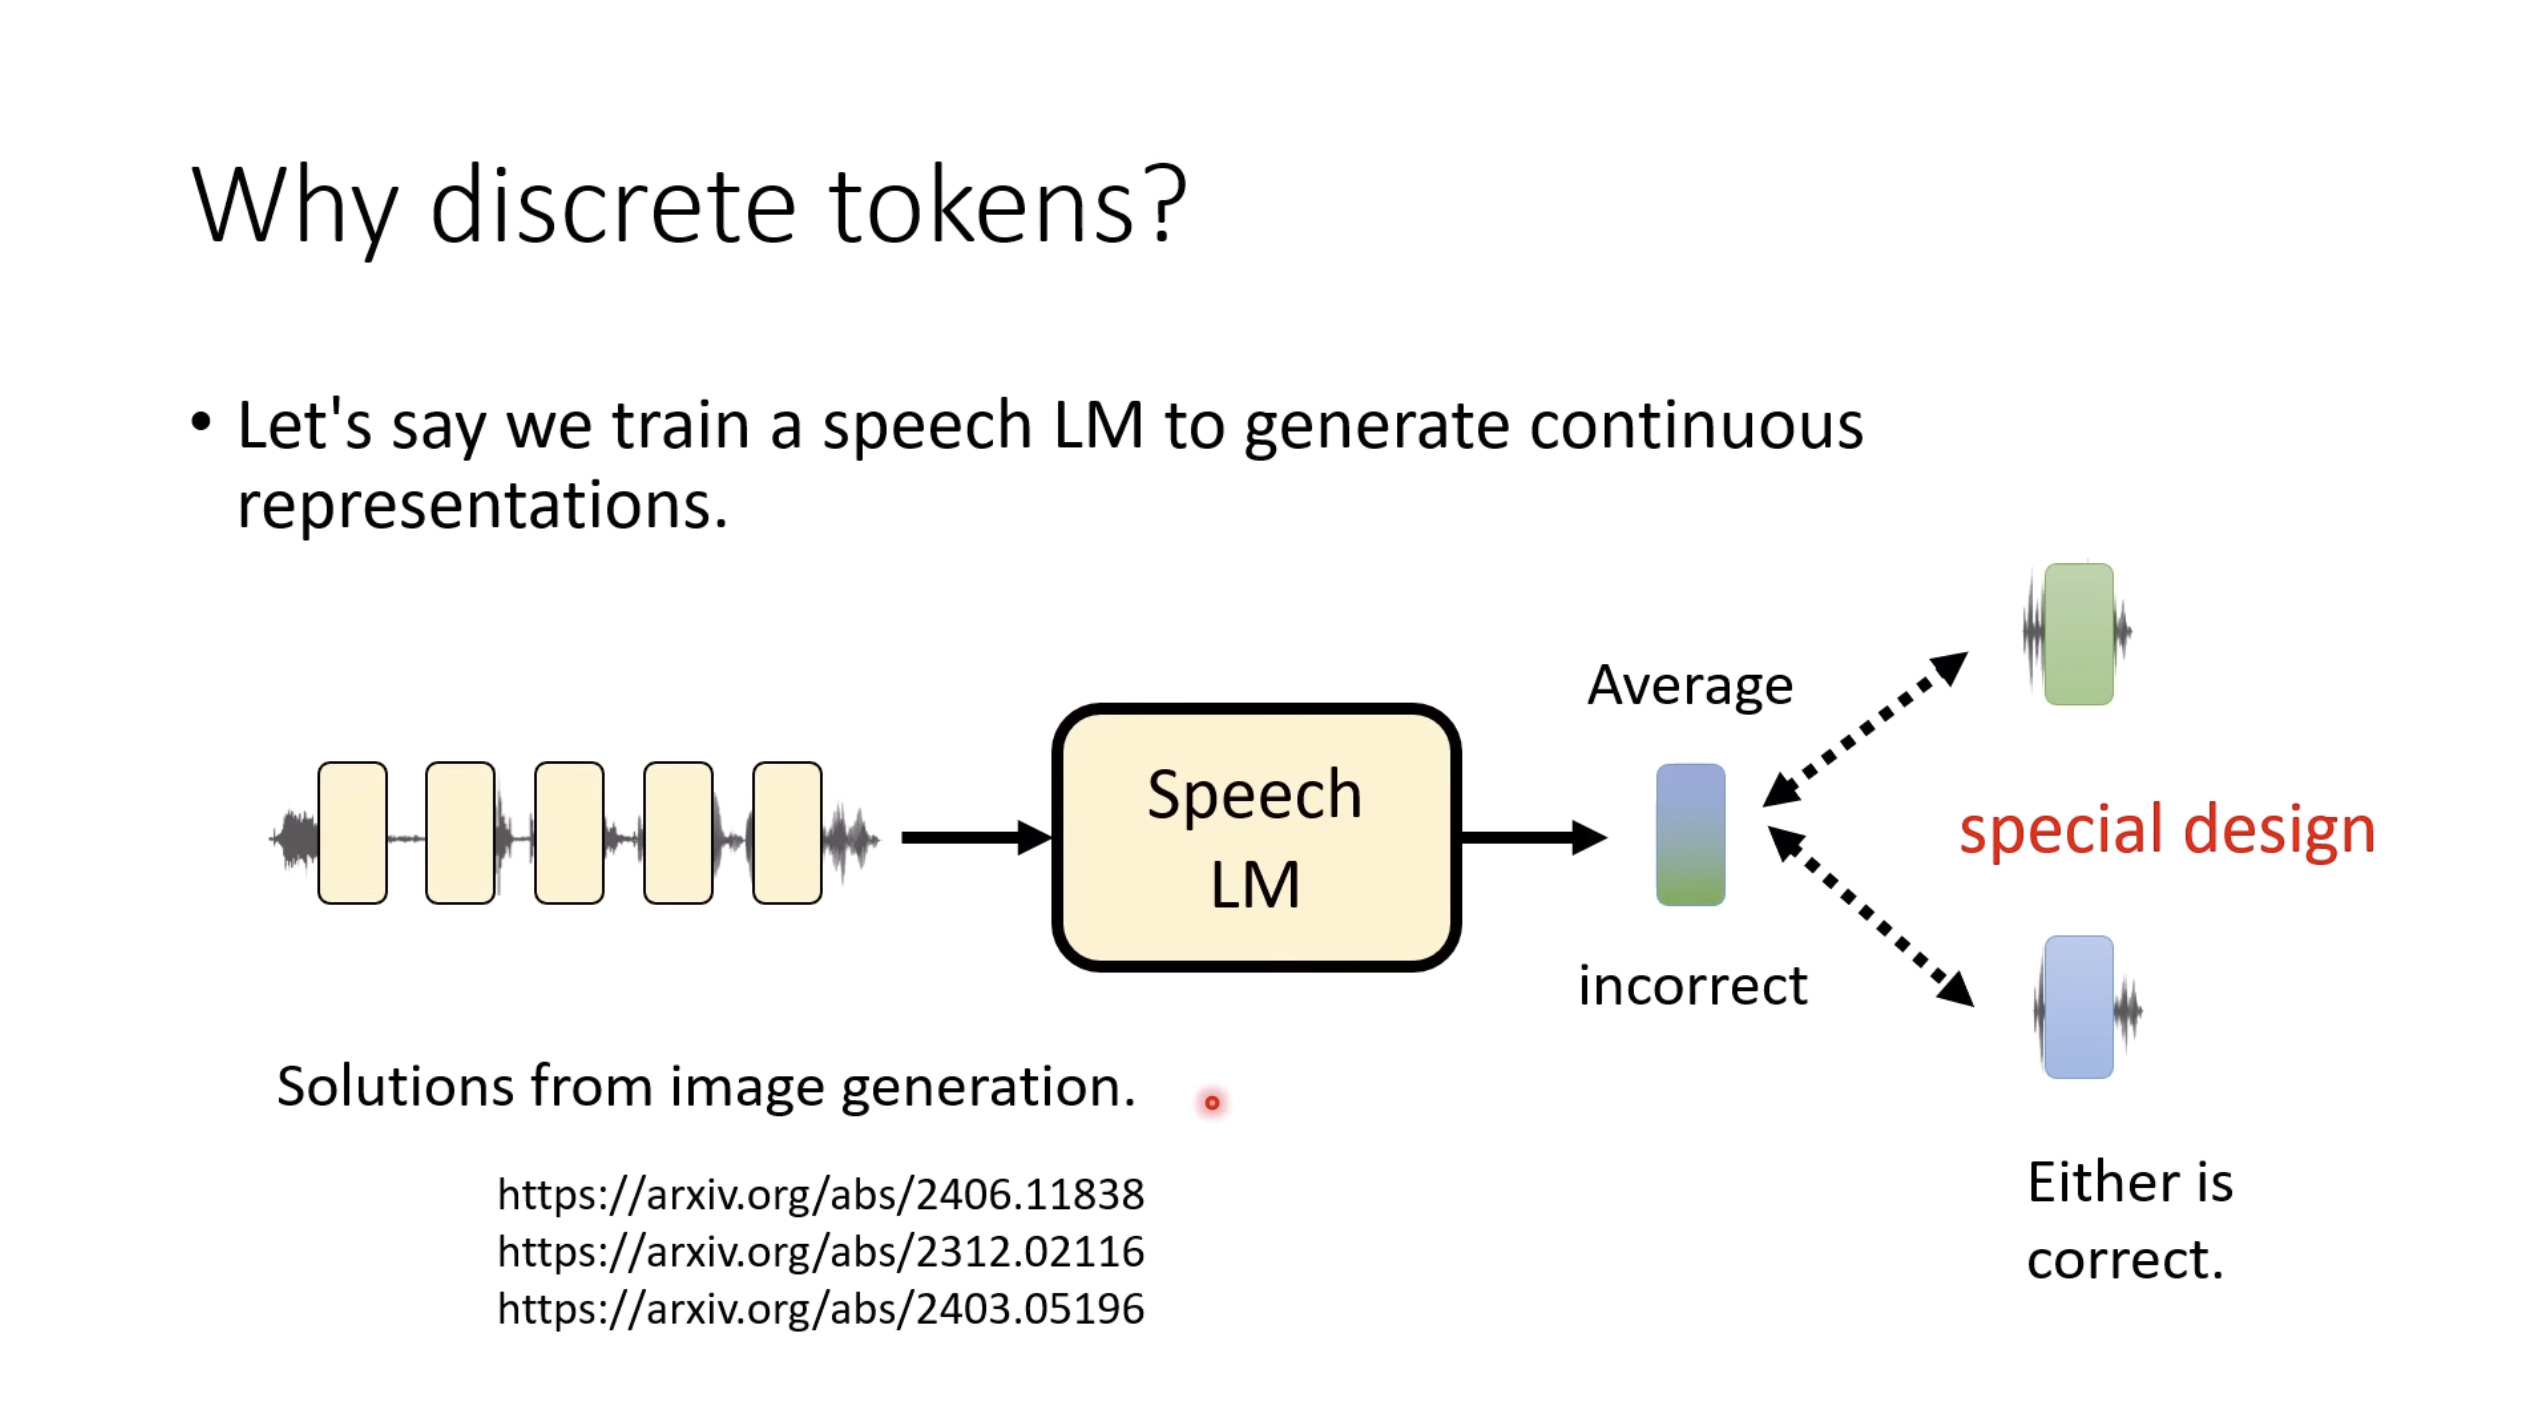 Why discrete tokens?
• Let's say we train a speech LM to generate continuous
representations.
Average
Speech
LM
special design
incorrect
Solutions from image generation.
https://arxiv.org/abs/2406.11838
https://arxiv.org/abs/2312.02116
https://arxiv.org/abs/2403.05196
Either is
correct.